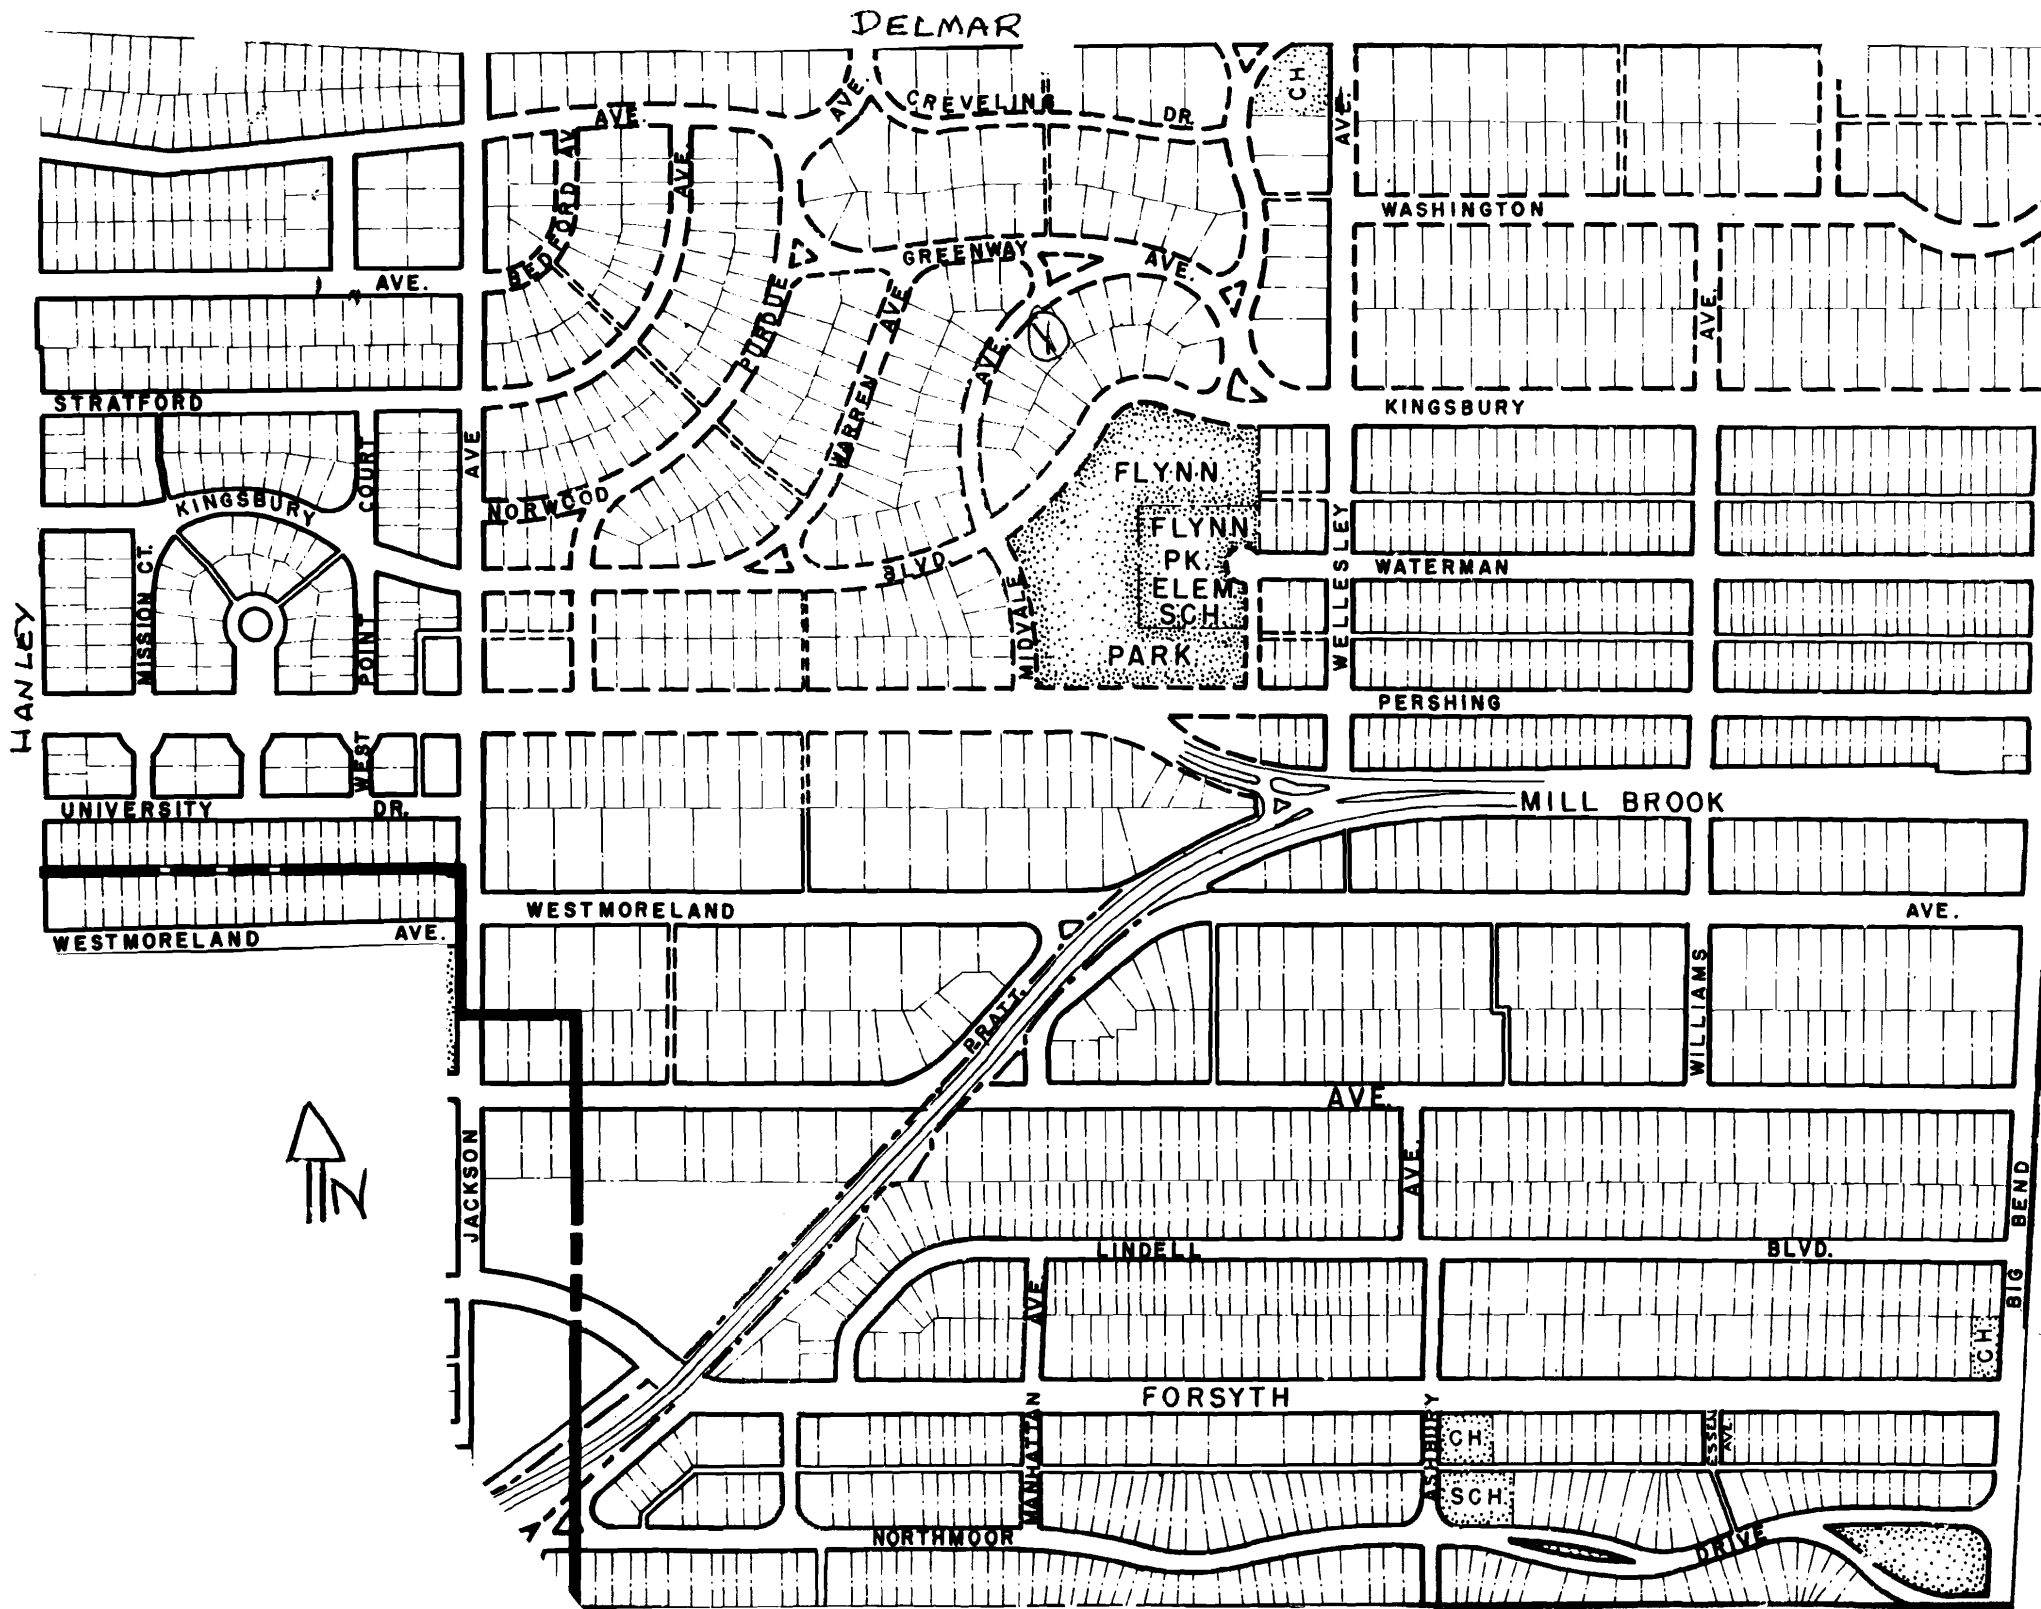 DELMAR
CREVELING
DR.
AVE.
AVE.
CH
AVE.
BEDFORD AV
AVE.
WASHINGTON
GREENWAY
AVE.
AVE.
PURDUE
AVE.
WARREN
AVE.
AVE.
STRATFORD
KINGSBURY
KINGSBURY
COURT
AVE
NORWOOD
FLYNN
FLYNN
PK.
ELEM
SCH.
PARK
BLVD
MIDVALE
WELLESLEY
WATERMAN
HANLEY
MISSION CT.
POINT
WEST
PERSHING
UNIVERSITY
DR.
MILL BROOK
WESTMORELAND
AVE.
WESTMORELAND
AVE.
PRATT.
WILLIAMS
AVE.
N
JACKSON
AVE.
BIG BEND
LINDELL
BLVD.
AVE
BIG
CH
FORSYTH
MANHATTAN
ASHBURY
CH
SCH
ESSEX
AVE.
NORTHMOOR
DRIVE
A